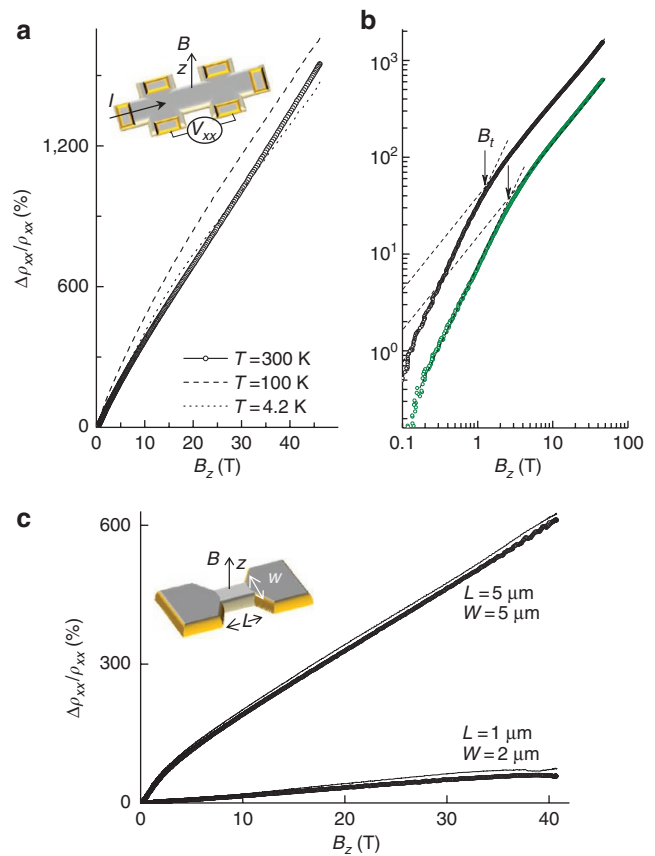 a
B
z
I
V_xx
Δρ_xx/ρ_xx (%)
1,200
600
0
T = 300 K
T = 100 K
T = 4.2 K
0 10 20 30 40
B_z (T)
b
10^3
10^2
10^1
10^0
B_t
0.1 1 10 100
B_z (T)
c
B
z
W
L
Δρ_xx/ρ_xx (%)
600
300
0
L = 5 μm
W = 5 μm
L = 1 μm
W = 2 μm
0 10 20 30 40
B_z (T)